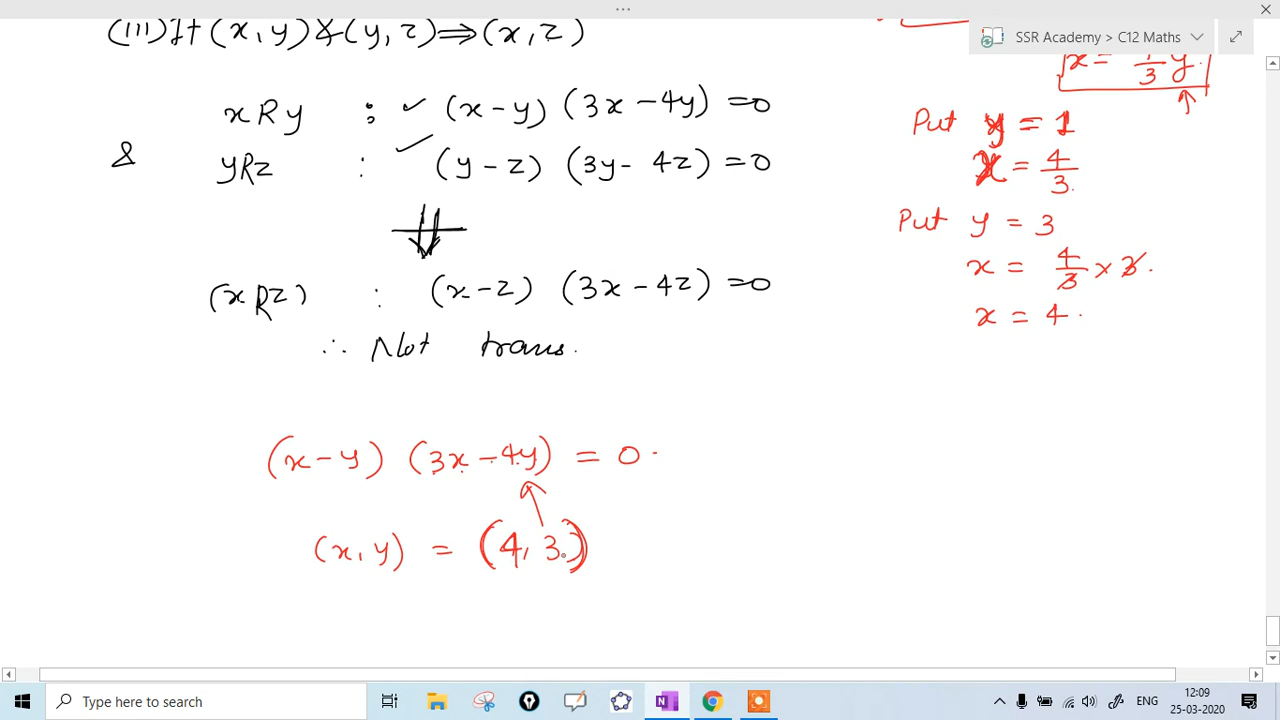 (iii) If (x, y) & (y, z) ⇒ (x, z)
SSR Academy > C12 Maths
x = 4/3 y.
xRy : ✓ (x-y) (3x-4y) = 0
& yRz : ✓ (y-z) (3y-4z) = 0
(xRz) : (x-z) (3x-4z) = 0
∴ Not trans.
Put y = 1
x = 4/3.
Put y = 3
x = 4/3 × 3.
x = 4.
(x-y) (3x-4y) = 0.
(x, y) = (4, 3.)
Type here to search
ENG
12:09
25-03-2020